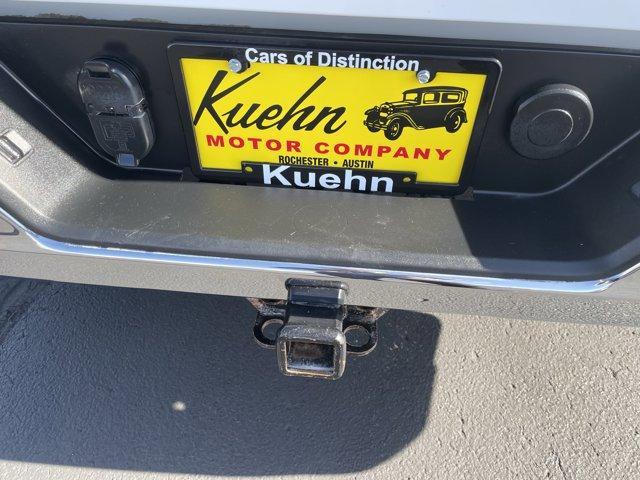 Cars of Distinction
Kuehn
MOTOR COMPANY
ROCHESTER • AUSTIN
Kuehn